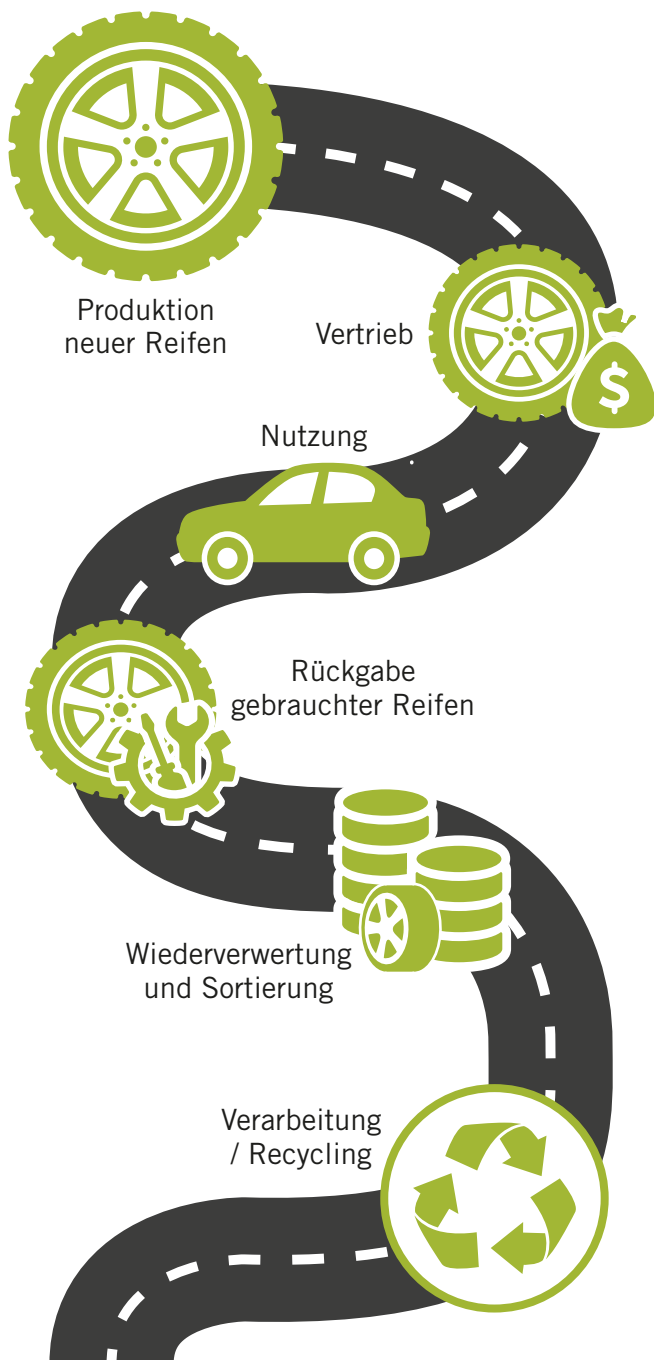 Produktion
neuer Reifen
Vertrieb
$
Nutzung
Rückgabe
gebrauchter Reifen
Wiederverwertung
und Sortierung
Verarbeitung
/ Recycling